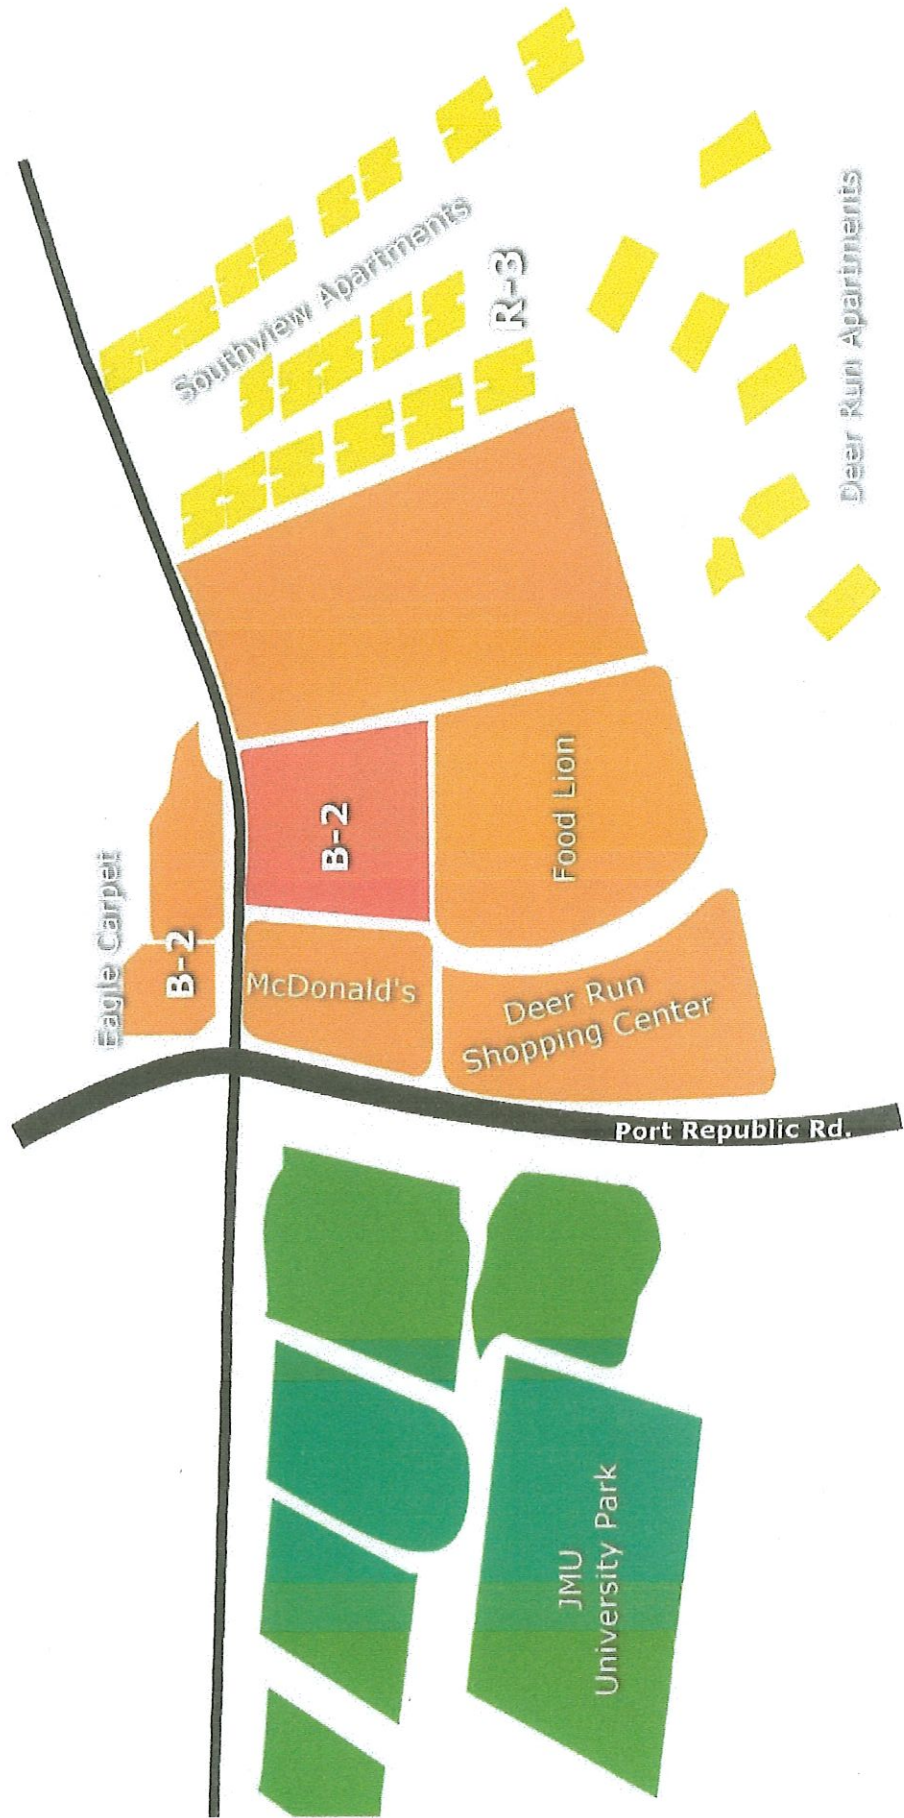 Southview Apartments
R-3
Deer Run Apartments
Eagle Carpet
B-2
B-2
Food Lion
McDonald's
Deer Run
Shopping Center
Port Republic Rd.
JMU
University Park